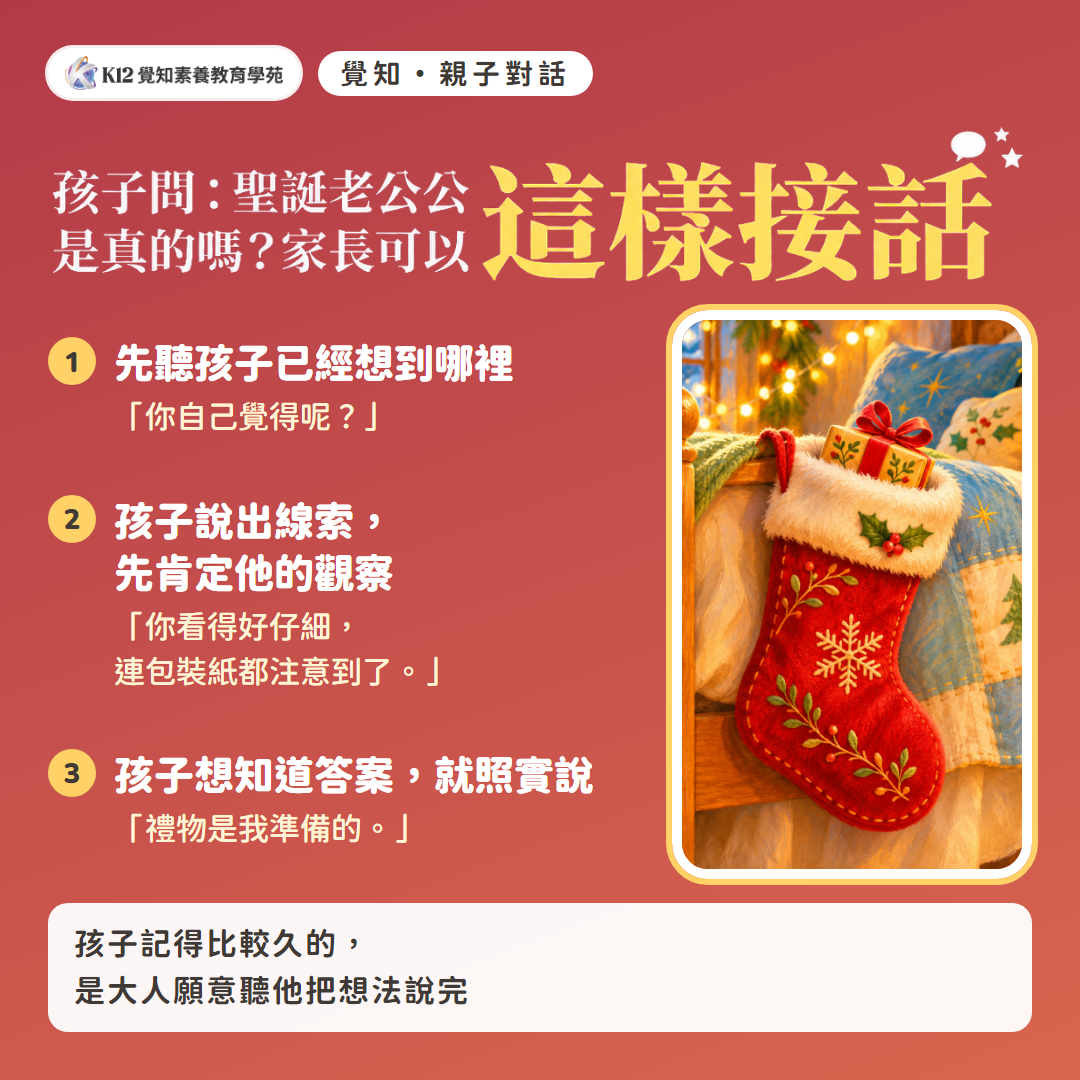 K12 覺知素養教育學苑
覺知・親子對話
孩子問：聖誕老公公
是真的嗎？家長可以
這樣接話
1 先聽孩子已經想到哪裡
「你自己覺得呢？」
2 孩子說出線索，
先肯定他的觀察
「你看得好仔細，
連包裝紙都注意到了。」
3 孩子想知道答案，就照實說
「禮物是我準備的。」
孩子記得比較久的，
是大人願意聽他把想法說完